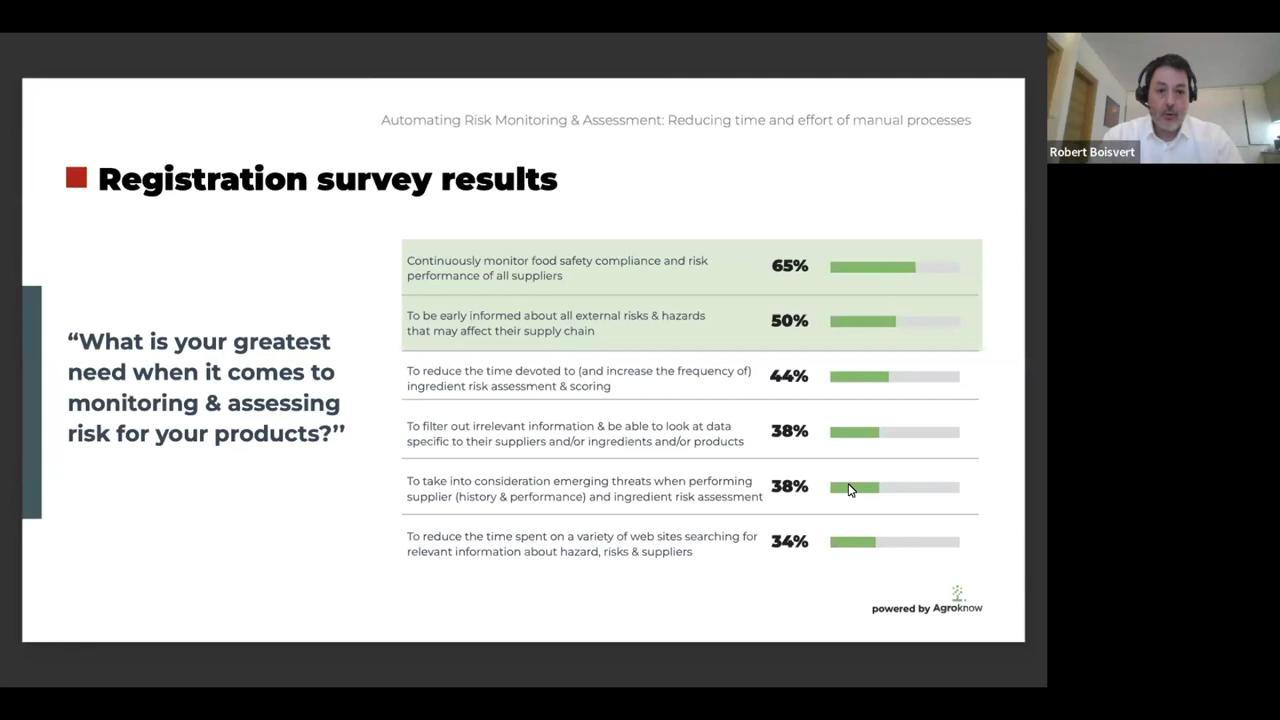 Automating Risk Monitoring & Assessment: Reducing time and effort of manual processes
Robert Boisvert
Registration survey results
“What is your greatest
need when it comes to
monitoring & assessing
risk for your products?’’
Continuously monitor food safety compliance and risk
performance of all suppliers
65%
To be early informed about all external risks & hazards
that may affect their supply chain
50%
To reduce the time devoted to (and increase the frequency of)
ingredient risk assessment & scoring
44%
To filter out irrelevant information & be able to look at data
specific to their suppliers and/or ingredients and/or products
38%
To take into consideration emerging threats when performing
supplier (history & performance) and ingredient risk assessment
38%
To reduce the time spent on a variety of web sites searching for
relevant information about hazard, risks & suppliers
34%
powered by Agroknow